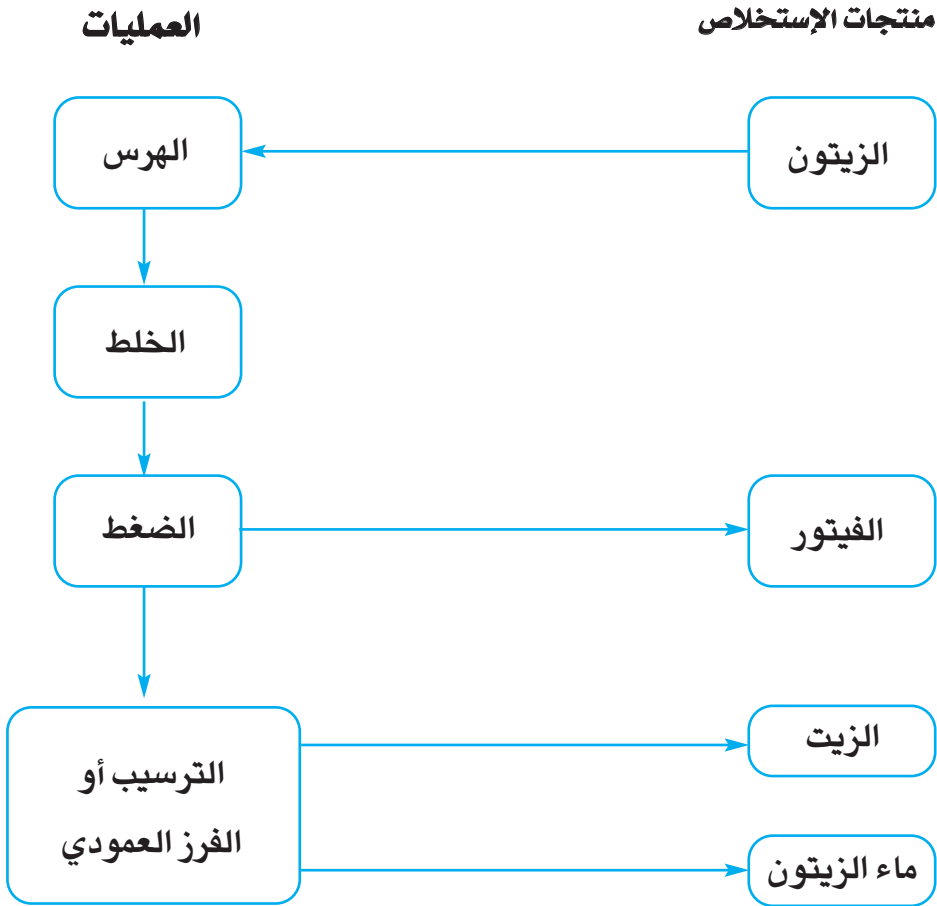 منتجات الإستخلاص
العمليات
الزيتون
الهرس
الخلط
الضغط
الفيتور
الترسيب أو
الفرز العمودي
الزيت
ماء الزيتون